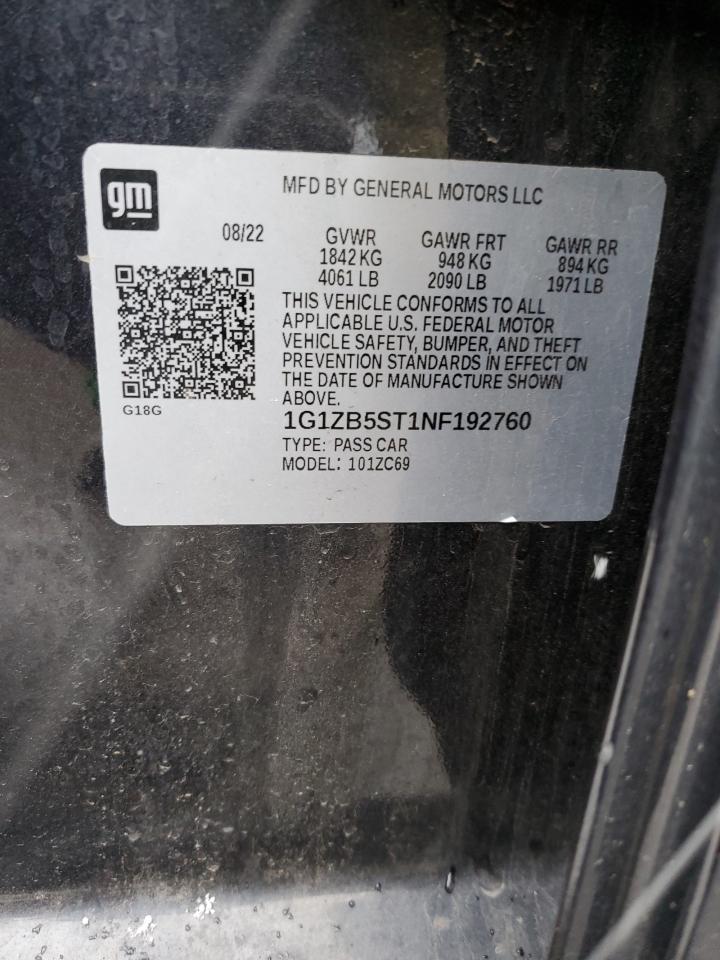 gm
MFD BY GENERAL MOTORS LLC
08/22 GVWR GAWR FRT GAWR RR
1842 KG 948 KG 894 KG
4061 LB 2090 LB 1971 LB
THIS VEHICLE CONFORMS TO ALL
APPLICABLE U.S. FEDERAL MOTOR
VEHICLE SAFETY, BUMPER, AND THEFT
PREVENTION STANDARDS IN EFFECT ON
THE DATE OF MANUFACTURE SHOWN
ABOVE.
G18G
1G1ZB5ST1NF192760
TYPE: PASS CAR
MODEL: 101ZC69